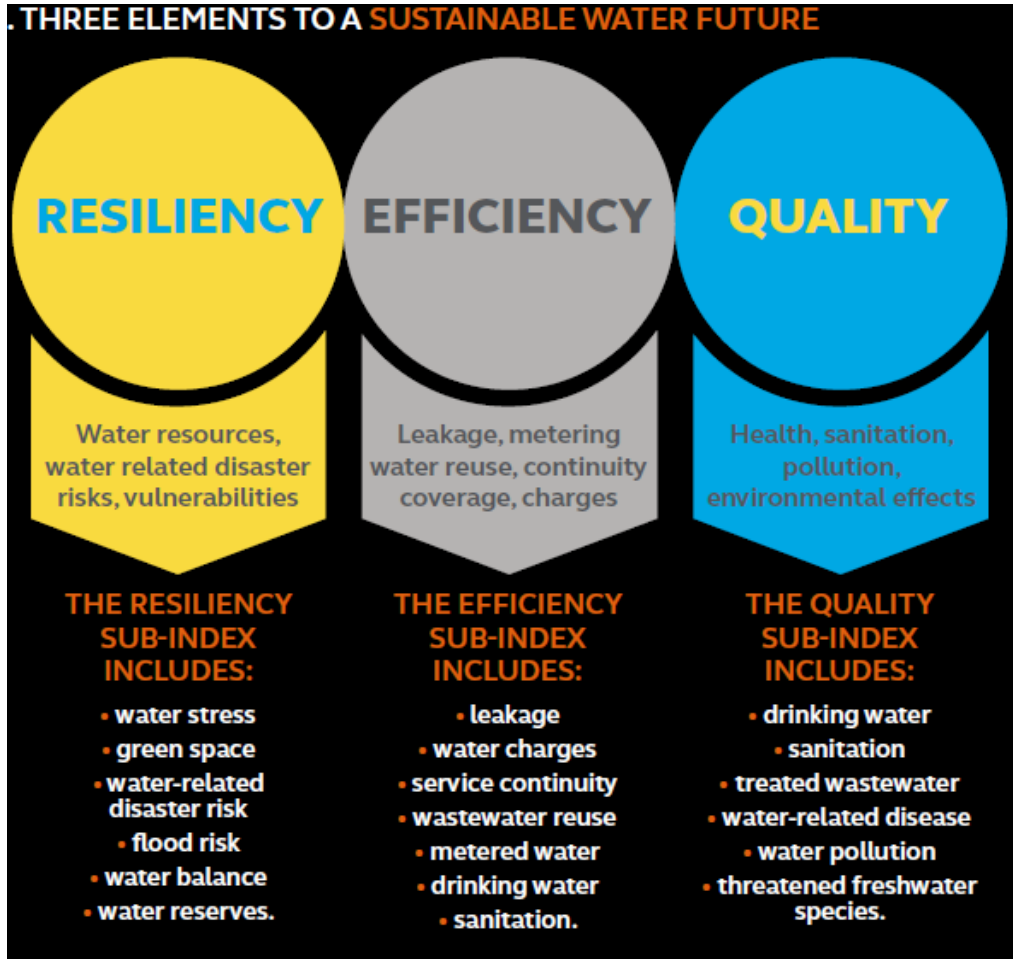 . THREE ELEMENTS TO A SUSTAINABLE WATER FUTURE
RESILIENCY
Water resources,
water related disaster
risks, vulnerabilities
THE RESILIENCY
SUB-INDEX
INCLUDES:
• water stress
• green space
• water-related
disaster risk
• flood risk
• water balance
• water reserves.
EFFICIENCY
Leakage, metering
water reuse, continuity
coverage, charges
THE EFFICIENCY
SUB-INDEX
INCLUDES:
• leakage
• water charges
• service continuity
• wastewater reuse
• metered water
• drinking water
• sanitation.
QUALITY
Health, sanitation,
pollution,
environmental effects
THE QUALITY
SUB-INDEX
INCLUDES:
• drinking water
• sanitation
• treated wastewater
• water-related disease
• water pollution
• threatened freshwater
species.